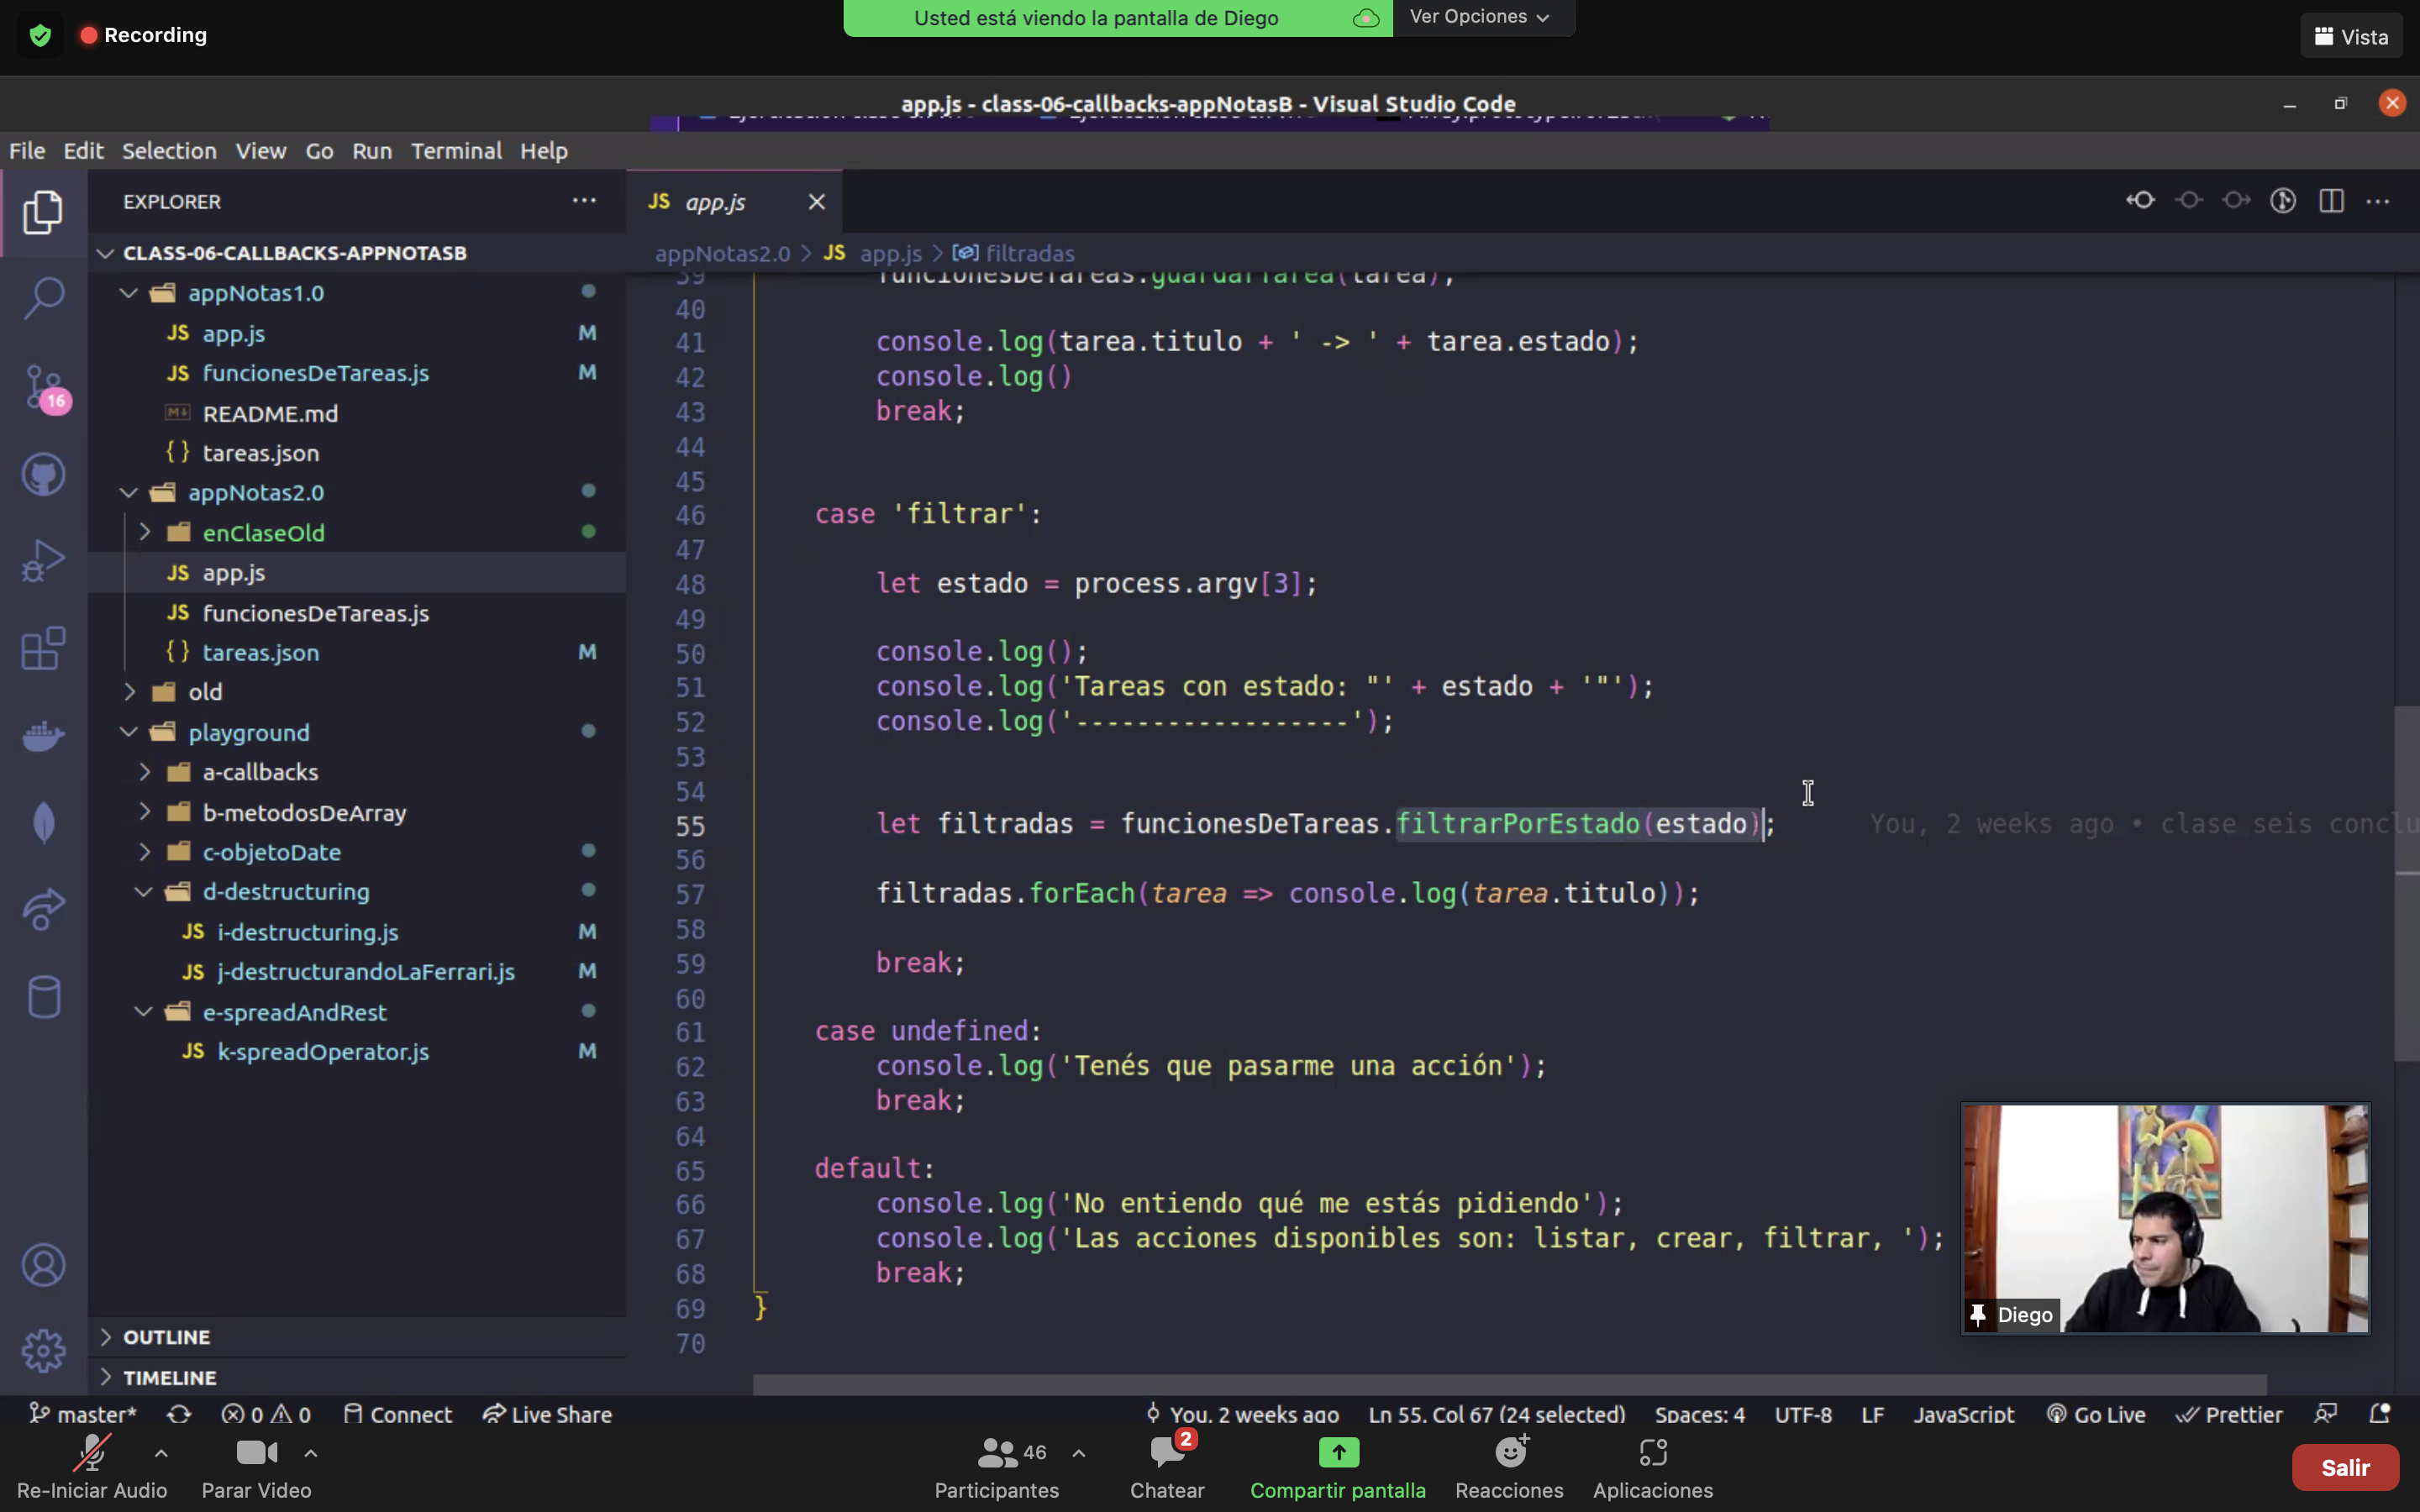 Usted está viendo la pantalla de Diego
Ver Opciones
Recording
Vista
app.js - class-06-callbacks-appNotasB - Visual Studio Code
File Edit Selection View Go Run Terminal Help
EXPLORER
JS app.js
CLASS-06-CALLBACKS-APPNOTASB
appNotas2.0 > JS app.js > filtradas
appNotas1.0
JS app.js M
JS funcionesDeTareas.js M
README.md
{} tareas.json
appNotas2.0
enClaseOld
JS app.js
JS funcionesDeTareas.js
{} tareas.json M
old
playground
a-callbacks
b-metodosDeArray
c-objetoDate
d-destructuring
JS i-destructuring.js M
JS j-destructurandoLaFerrari.js M
e-spreadAndRest
JS k-spreadOperator.js M
OUTLINE
TIMELINE
16
39 funcionesDeTareas.guardarTarea(tarea);
40
41 console.log(tarea.titulo + ' -> ' + tarea.estado);
42 console.log()
43 break;
44
45
46 case 'filtrar':
47
48 let estado = process.argv[3];
49
50 console.log();
51 console.log('Tareas con estado: "' + estado + '"');
52 console.log('------------------');
53
54
55 let filtradas = funcionesDeTareas.filtrarPorEstado(estado); You, 2 weeks ago • clase seis conclu
56
57 filtradas.forEach(tarea => console.log(tarea.titulo));
58
59 break;
60
61 case undefined:
62 console.log('Tenés que pasarme una acción');
63 break;
64
65 default:
66 console.log('No entiendo qué me estás pidiendo');
67 console.log('Las acciones disponibles son: listar, crear, filtrar, ');
68 break;
69 }
70
Diego
master* 0 0 Connect Live Share You, 2 weeks ago Ln 55, Col 67 (24 selected) Spaces: 4 UTF-8 LF JavaScript Go Live Prettier
46 2
Re-Iniciar Audio Parar Video Participantes Chatear Compartir pantalla Reacciones Aplicaciones Salir